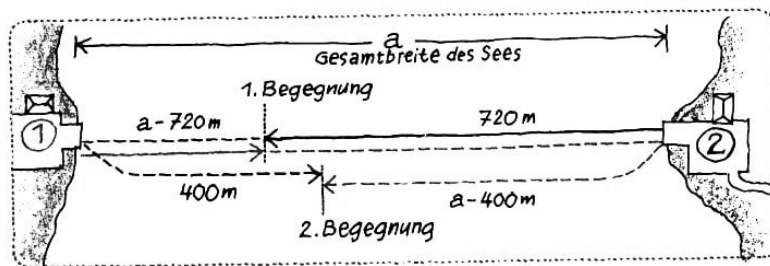 a
Gesamtbreite des Sees
1. Begegnung
1
a-720m
720m
2
400m
a-400m
2. Begegnung